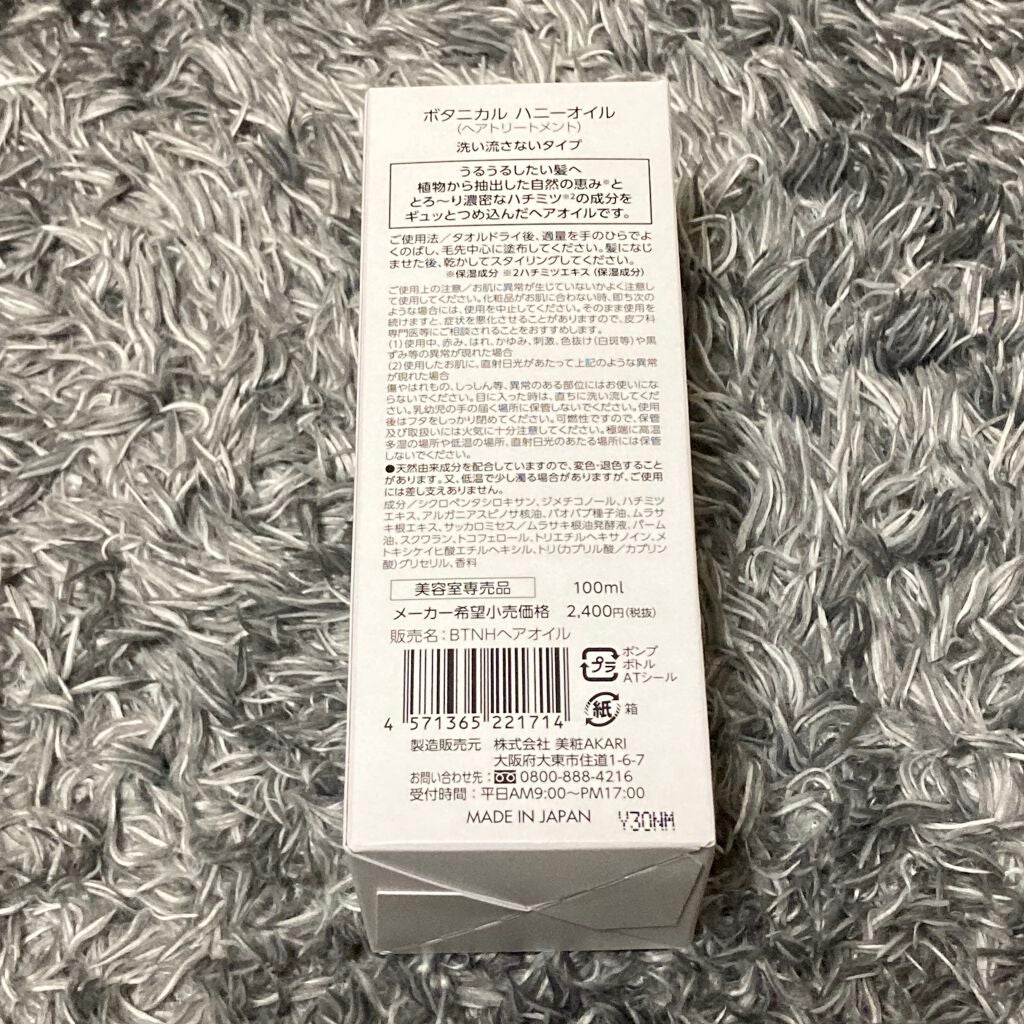 ボタニカル ハニーオイル
(ヘアトリートメント)
洗い流さないタイプ
うるうるしたい髪へ
植物から抽出した自然の恵み※と
とろ〜り濃密なハチミツ※2の成分を
ギュッとつめ込んだヘアオイルです。
ご使用法/タオルドライ後、適量を手のひらでよ
くのばし、毛先中心に塗布してください。髪になじ
ませた後、乾かしてスタイリングしてください。
※保湿成分 ※2ハチミツエキス(保湿成分)
ご使用上の注意/お肌に異常が生じていないかよく注意し
て使用してください。化粧品がお肌に合わない時、即ち次の
ような場合には、使用を中止してください。そのまま使用を
続けますと、症状を悪化させることがありますので、皮フ科
専門医等にご相談されることをおすすめします。
(1)使用中、赤み、はれ、かゆみ、刺激、色抜け(白斑等)や黒
ずみ等の異常が現れた場合
(2)使用したお肌に、直射日光があたって上記のような異常
が現れた場合
傷やはれもの、しっしん等、異常のある部位にはお使いにな
らないでください。目に入った時は、直ちに洗い流してくだ
さい。乳幼児の手の届く場所に保管しないでください。使用
後はフタをしっかり閉めてください。可燃性ですので、保管
及び取扱いには火気に十分注意してください。極端に高温
多湿の場所や低温の場所、直射日光のあたる場所には保管
しないでください。
●天然由来成分を配合していますので、変色・退色すること
があります。又、低温で少し濁る場合がありますが、ご使用
には差し支えありません。
成分/シクロペンタシロキサン、ジメチコノール、ハチミツ
エキス、アルガニアスピノサ核油、バオバブ種子油、ムラサ
キ根エキス、サッカロミセス/ムラサキ根油発酵液、パーム
油、スクワラン、トコフェロール、トリエチルヘキサノイン、メ
トキシケイヒ酸エチルヘキシル、トリ(カプリル酸/カプリン
酸)グリセリル、香料
美容室専売品 100ml
メーカー希望小売価格 2,400円(税抜)
販売名:BTNHヘアオイル
プラ
ポンプ
ボトル
ATシール
紙 箱
4 571365 221714
製造販売元 株式会社 美粧AKARI
大阪府大東市住道1-6-7
お問い合わせ先: 0800-888-4216
受付時間:平日AM9:00〜PM17:00
MADE IN JAPAN Y30WM